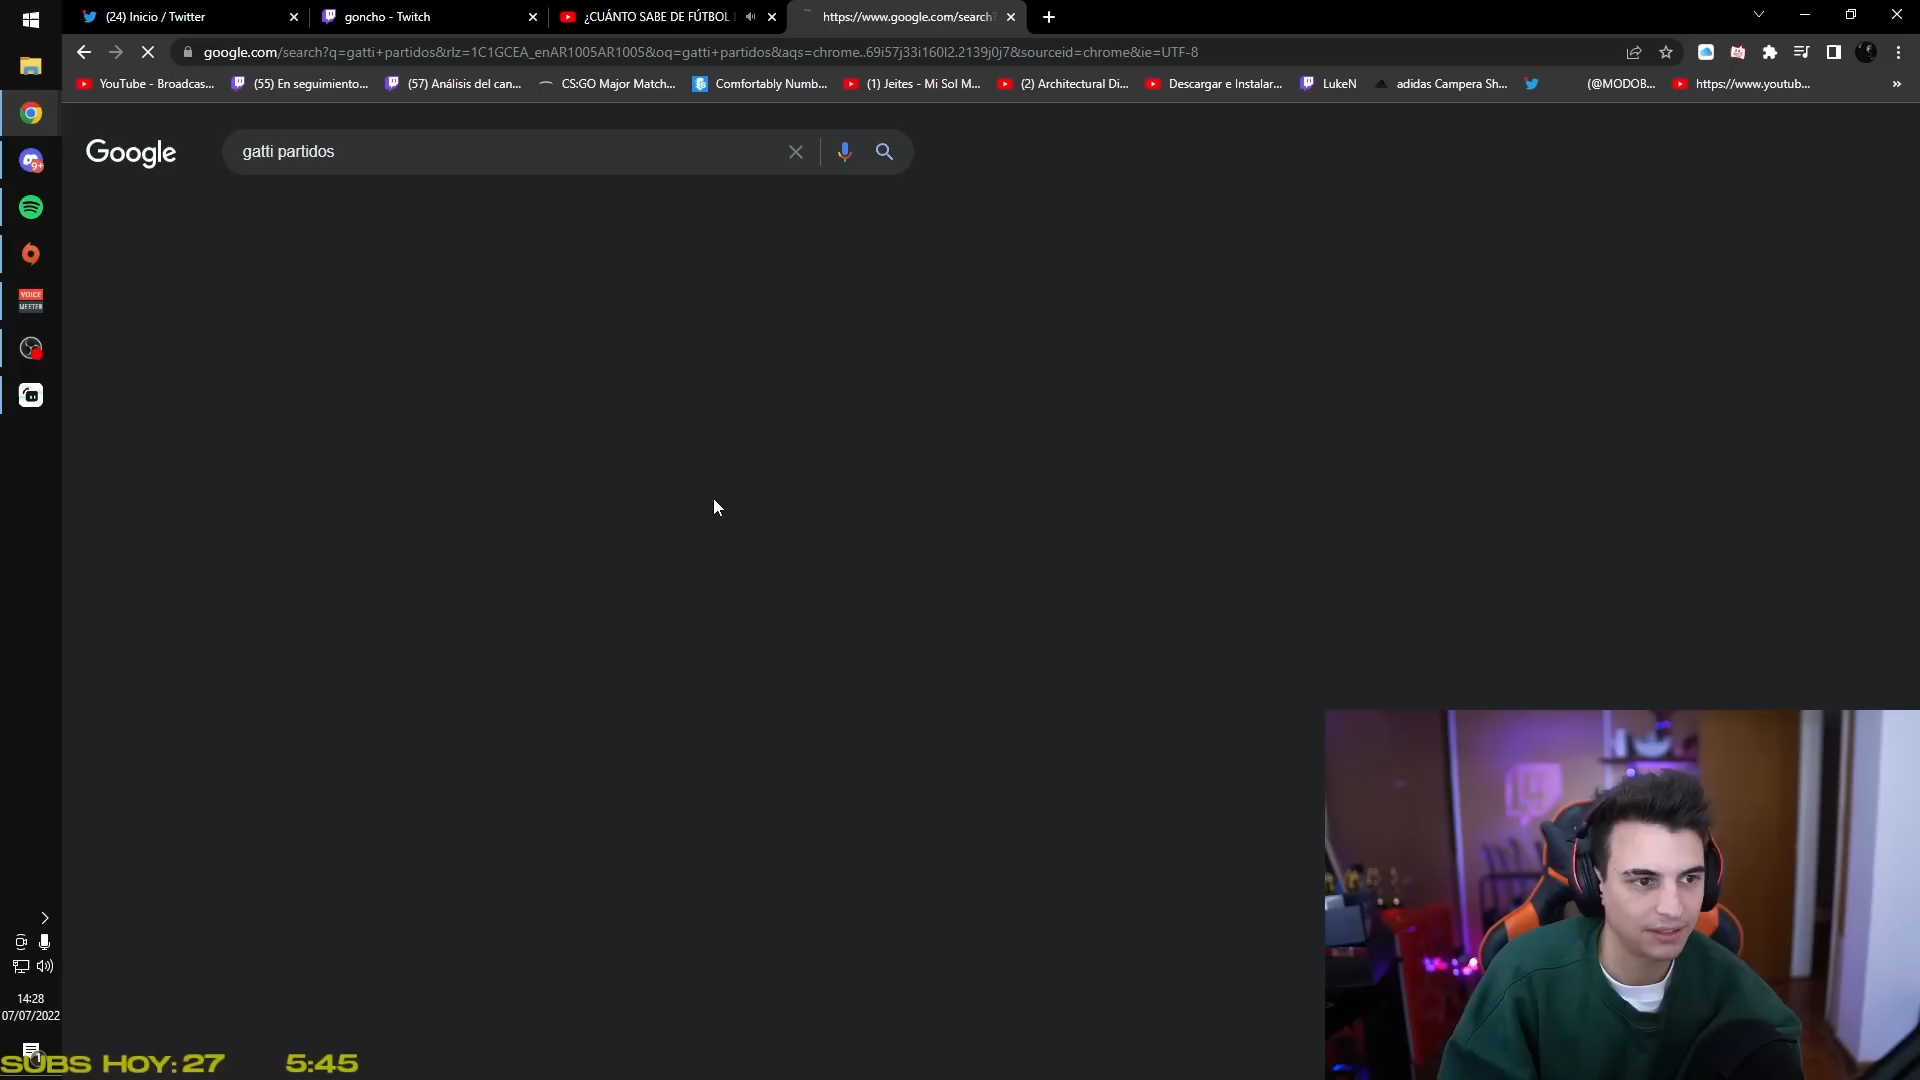 (24) Inicio / Twitter
goncho - Twitch
¿CUÁNTO SABE DE FÚTBOL
https://www.google.com/search?
google.com/search?q=gatti+partidos&rlz=1C1GCEA_enAR1005AR1005&oq=gatti+partidos&aqs=chrome..69i57j33i160l2.2139j0j7&sourceid=chrome&ie=UTF-8
YouTube - Broadcas...
(55) En seguimiento...
(57) Análisis del can...
CS:GO Major Match...
Comfortably Numb...
(1) Jeites - Mi Sol M...
(2) Architectural Di...
Descargar e Instalar...
LukeN
adidas Campera Sh...
(@MODOB...
https://www.youtub...
»
Google
gatti partidos
9+
VOICE
MEETER
14:28
07/07/2022
SUBS HOY: 27 5:45